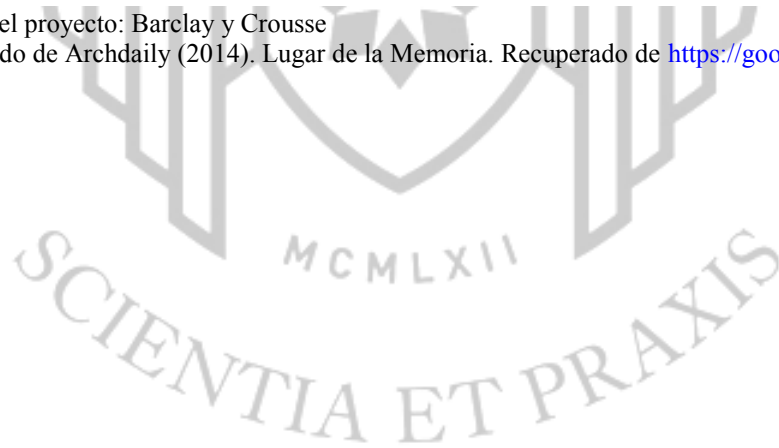 el proyecto: Barclay y Crousse
do de Archdaily (2014). Lugar de la Memoria. Recuperado de https://goo
MCMLXII
SCIENTIA ET PRAXIS